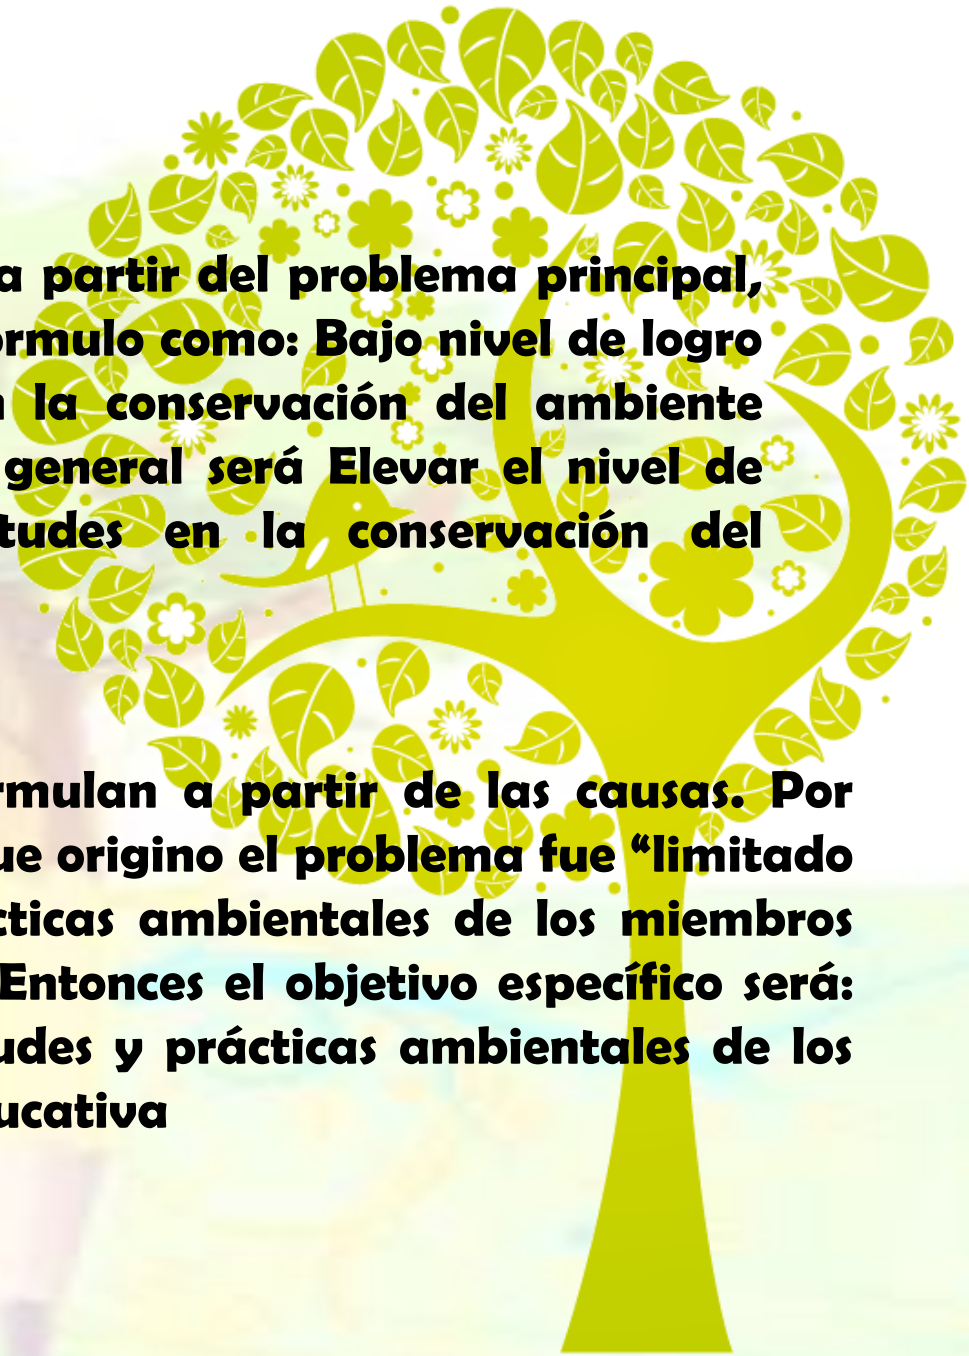 a partir del problema principal,
ormulo como: Bajo nivel de logro
la conservación del ambiente
general será Elevar el nivel de
tudes en la conservación del
rmulan a partir de las causas. Por
ue origino el problema fue “limitado
cticas ambientales de los miembros
Entonces el objetivo específico será:
udes y prácticas ambientales de los
ucativa